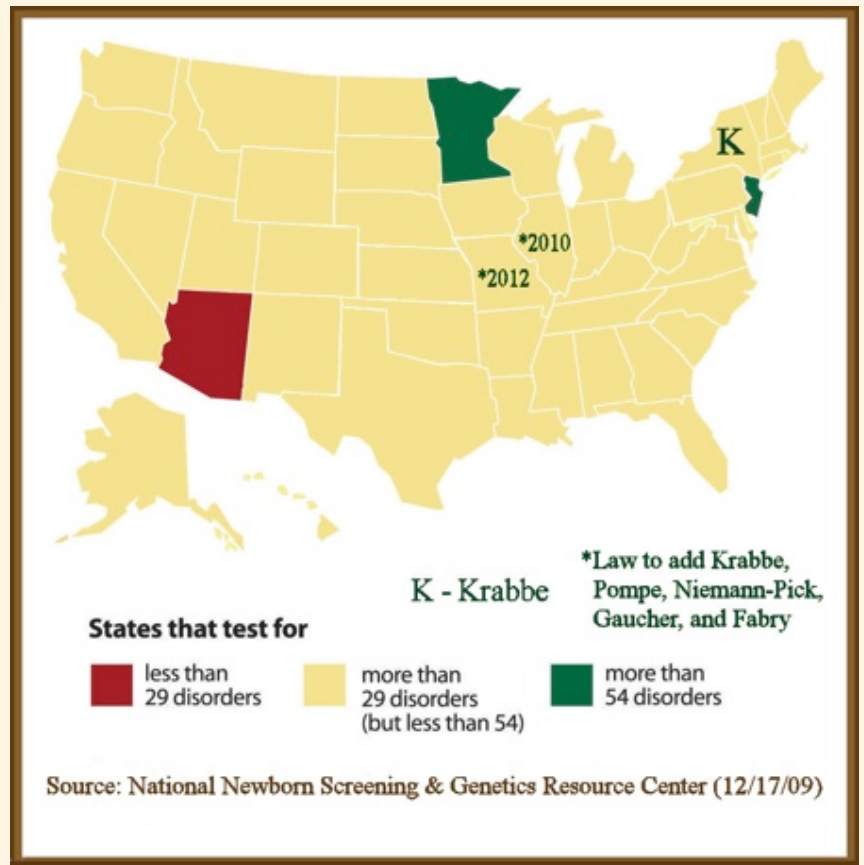 K
*2010
*2012
K - Krabbe
*Law to add Krabbe,
Pompe, Niemann-Pick,
Gaucher, and Fabry
States that test for
less than
29 disorders
more than
29 disorders
(but less than 54)
more than
54 disorders
Source: National Newborn Screening & Genetics Resource Center (12/17/09)